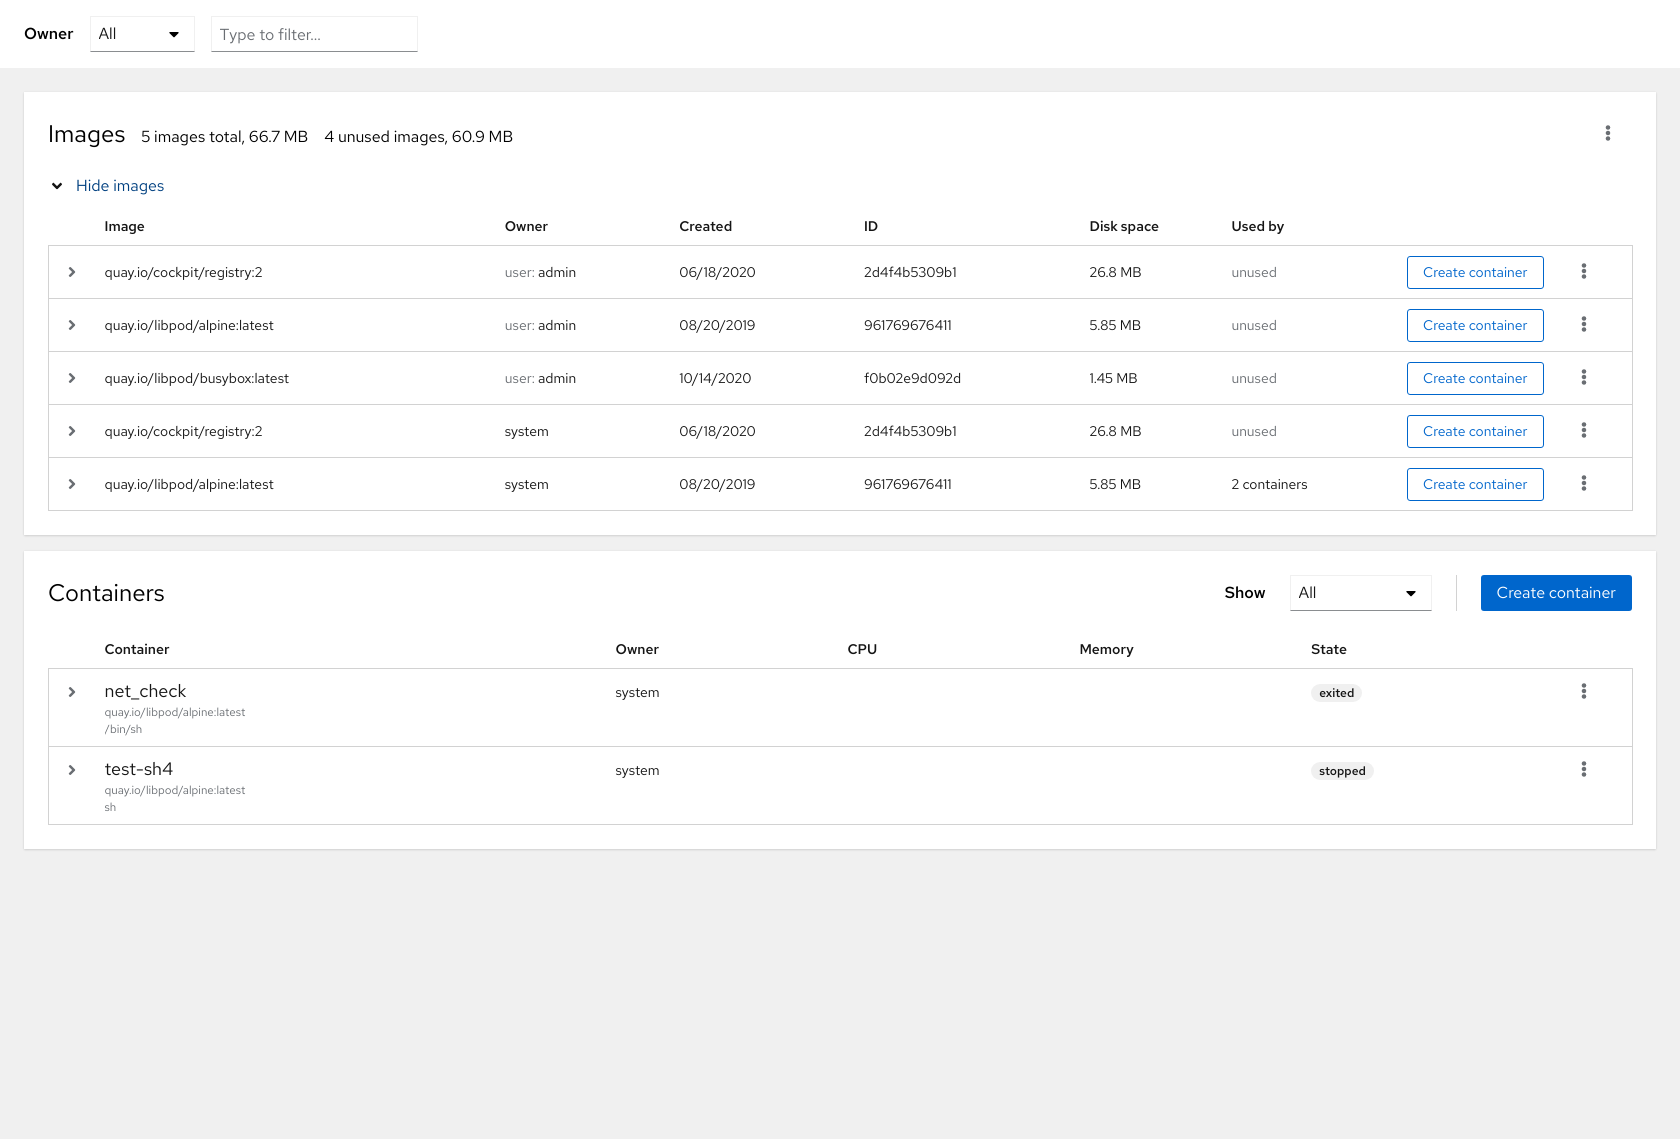 Owner All Type to filter...
Images 5 images total, 66.7 MB 4 unused images, 60.9 MB
Hide images
Image Owner Created ID Disk space Used by
quay.io/cockpit/registry:2 user: admin 06/18/2020 2d4f4b5309b1 26.8 MB unused Create container
quay.io/libpod/alpine:latest user: admin 08/20/2019 961769676411 5.85 MB unused Create container
quay.io/libpod/busybox:latest user: admin 10/14/2020 f0b02e9d092d 1.45 MB unused Create container
quay.io/cockpit/registry:2 system 06/18/2020 2d4f4b5309b1 26.8 MB unused Create container
quay.io/libpod/alpine:latest system 08/20/2019 961769676411 5.85 MB 2 containers Create container
Containers Show All Create container
Container Owner CPU Memory State
net_check system exited
quay.io/libpod/alpine:latest
/bin/sh
test-sh4 system stopped
quay.io/libpod/alpine:latest
sh